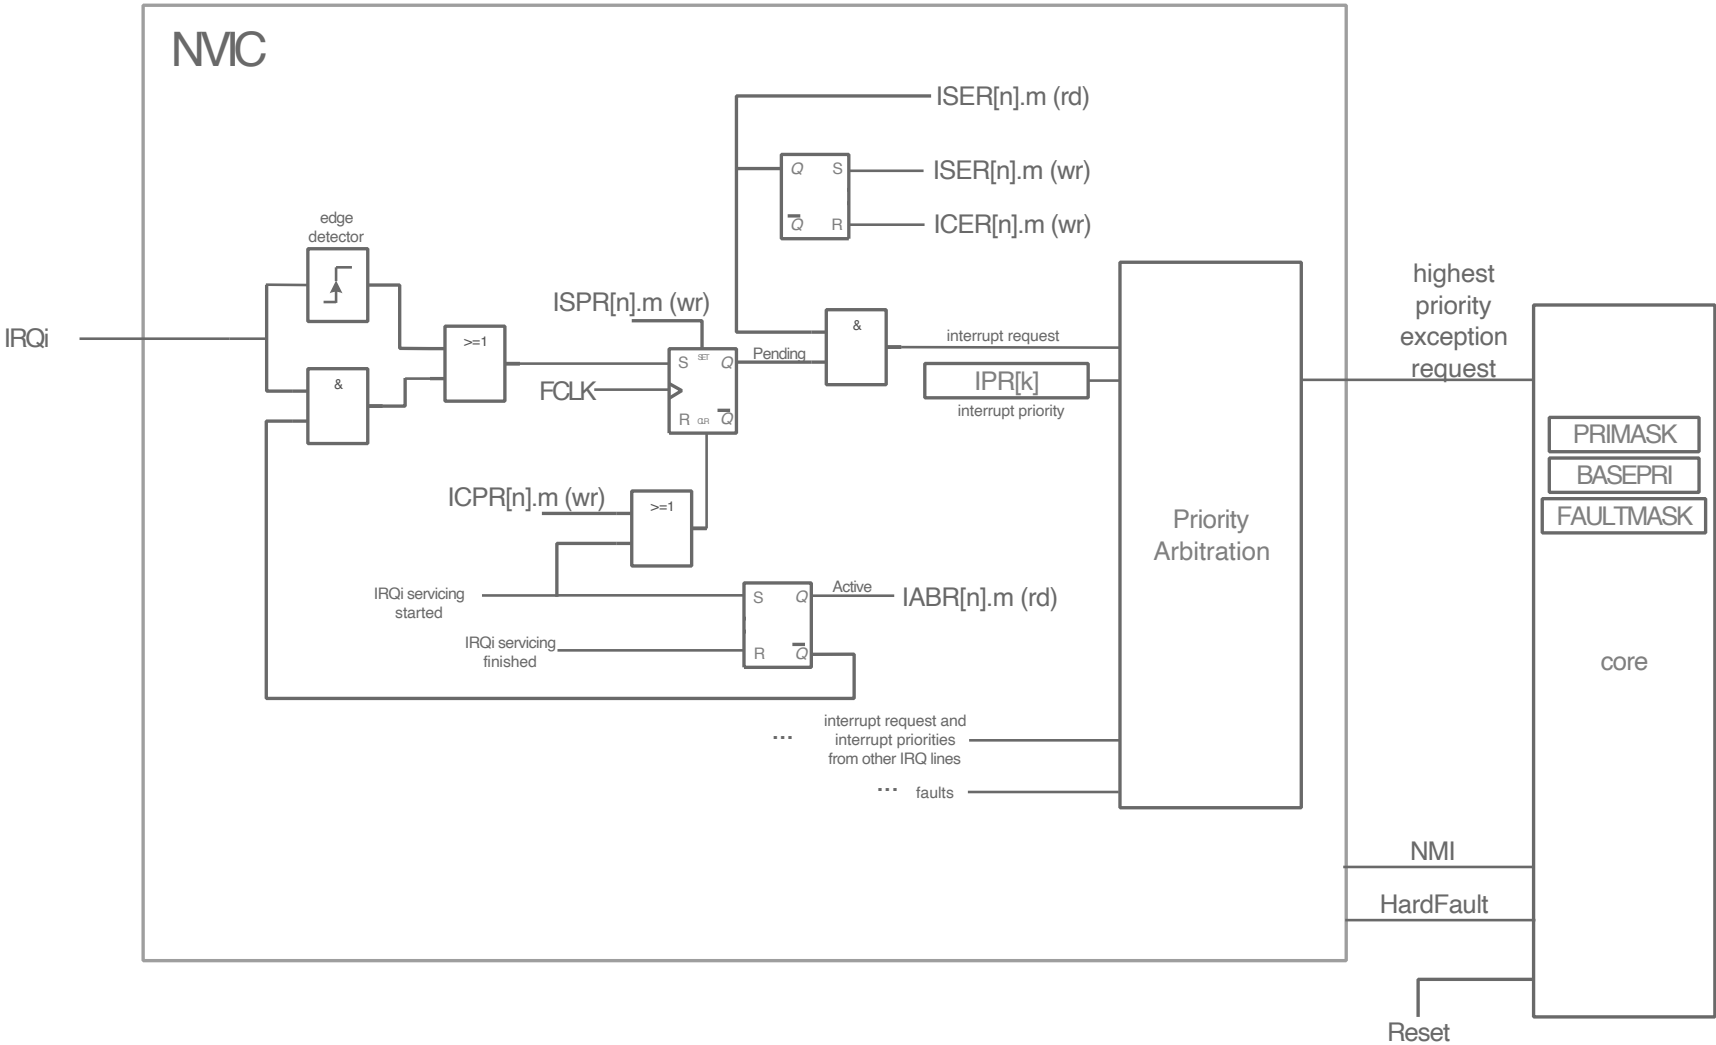 NVIC
ISER[n].m (rd)
Q S
ISER[n].m (wr)
Q R
ICER[n].m (wr)
edge
detector
ISPR[n].m (wr)
IRQi
>=1
&
S SET Q
Pending
&
interrupt request
FCLK
IPR[k]
interrupt priority
R CLR Q
highest
priority
exception
request
PRIMASK
BASEPRI
FAULTMASK
ICPR[n].m (wr)
>=1
Priority
Arbitration
IRQi servicing
started
S Q
Active
IABR[n].m (rd)
IRQi servicing
finished
R Q
core
... interrupt request and
interrupt priorities
from other IRQ lines
... faults
NMI
HardFault
Reset